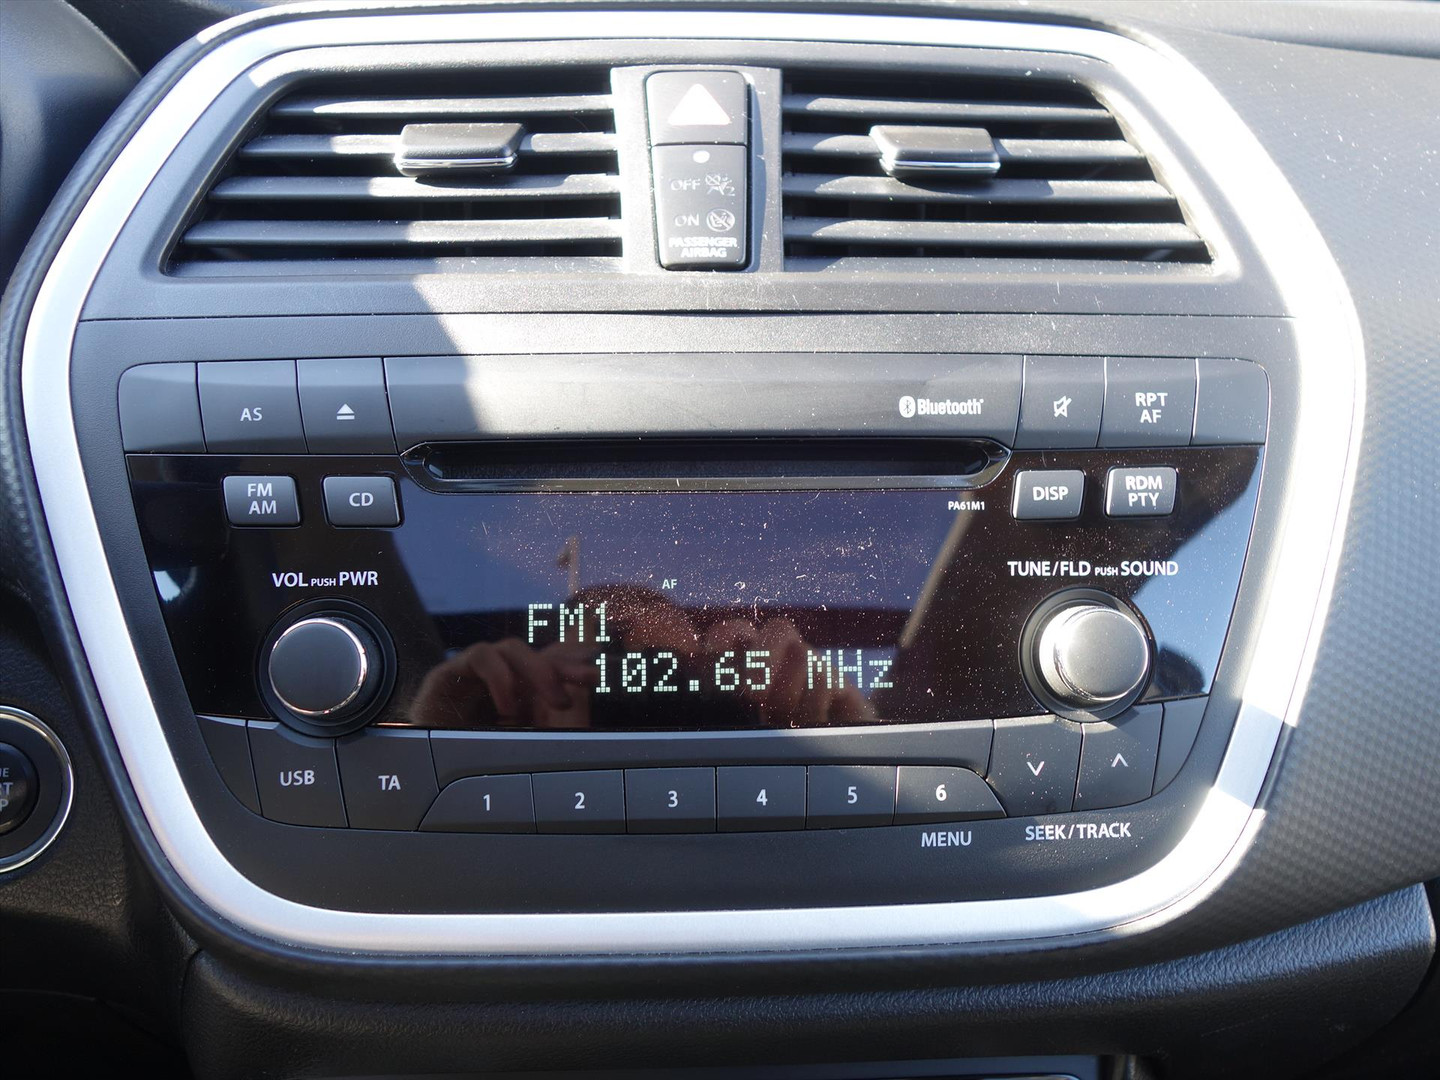 OFF
2
ON
PASSENGER
AIRBAG
AS
Bluetooth
RPT
AF
FM
AM
CD
PA61M1
DISP
RDM
PTY
VOL PUSH PWR
TUNE/FLD PUSH SOUND
AF
FM1
102.65 MHz
USB
TA
1
2
3
4
5
6
MENU
SEEK/TRACK